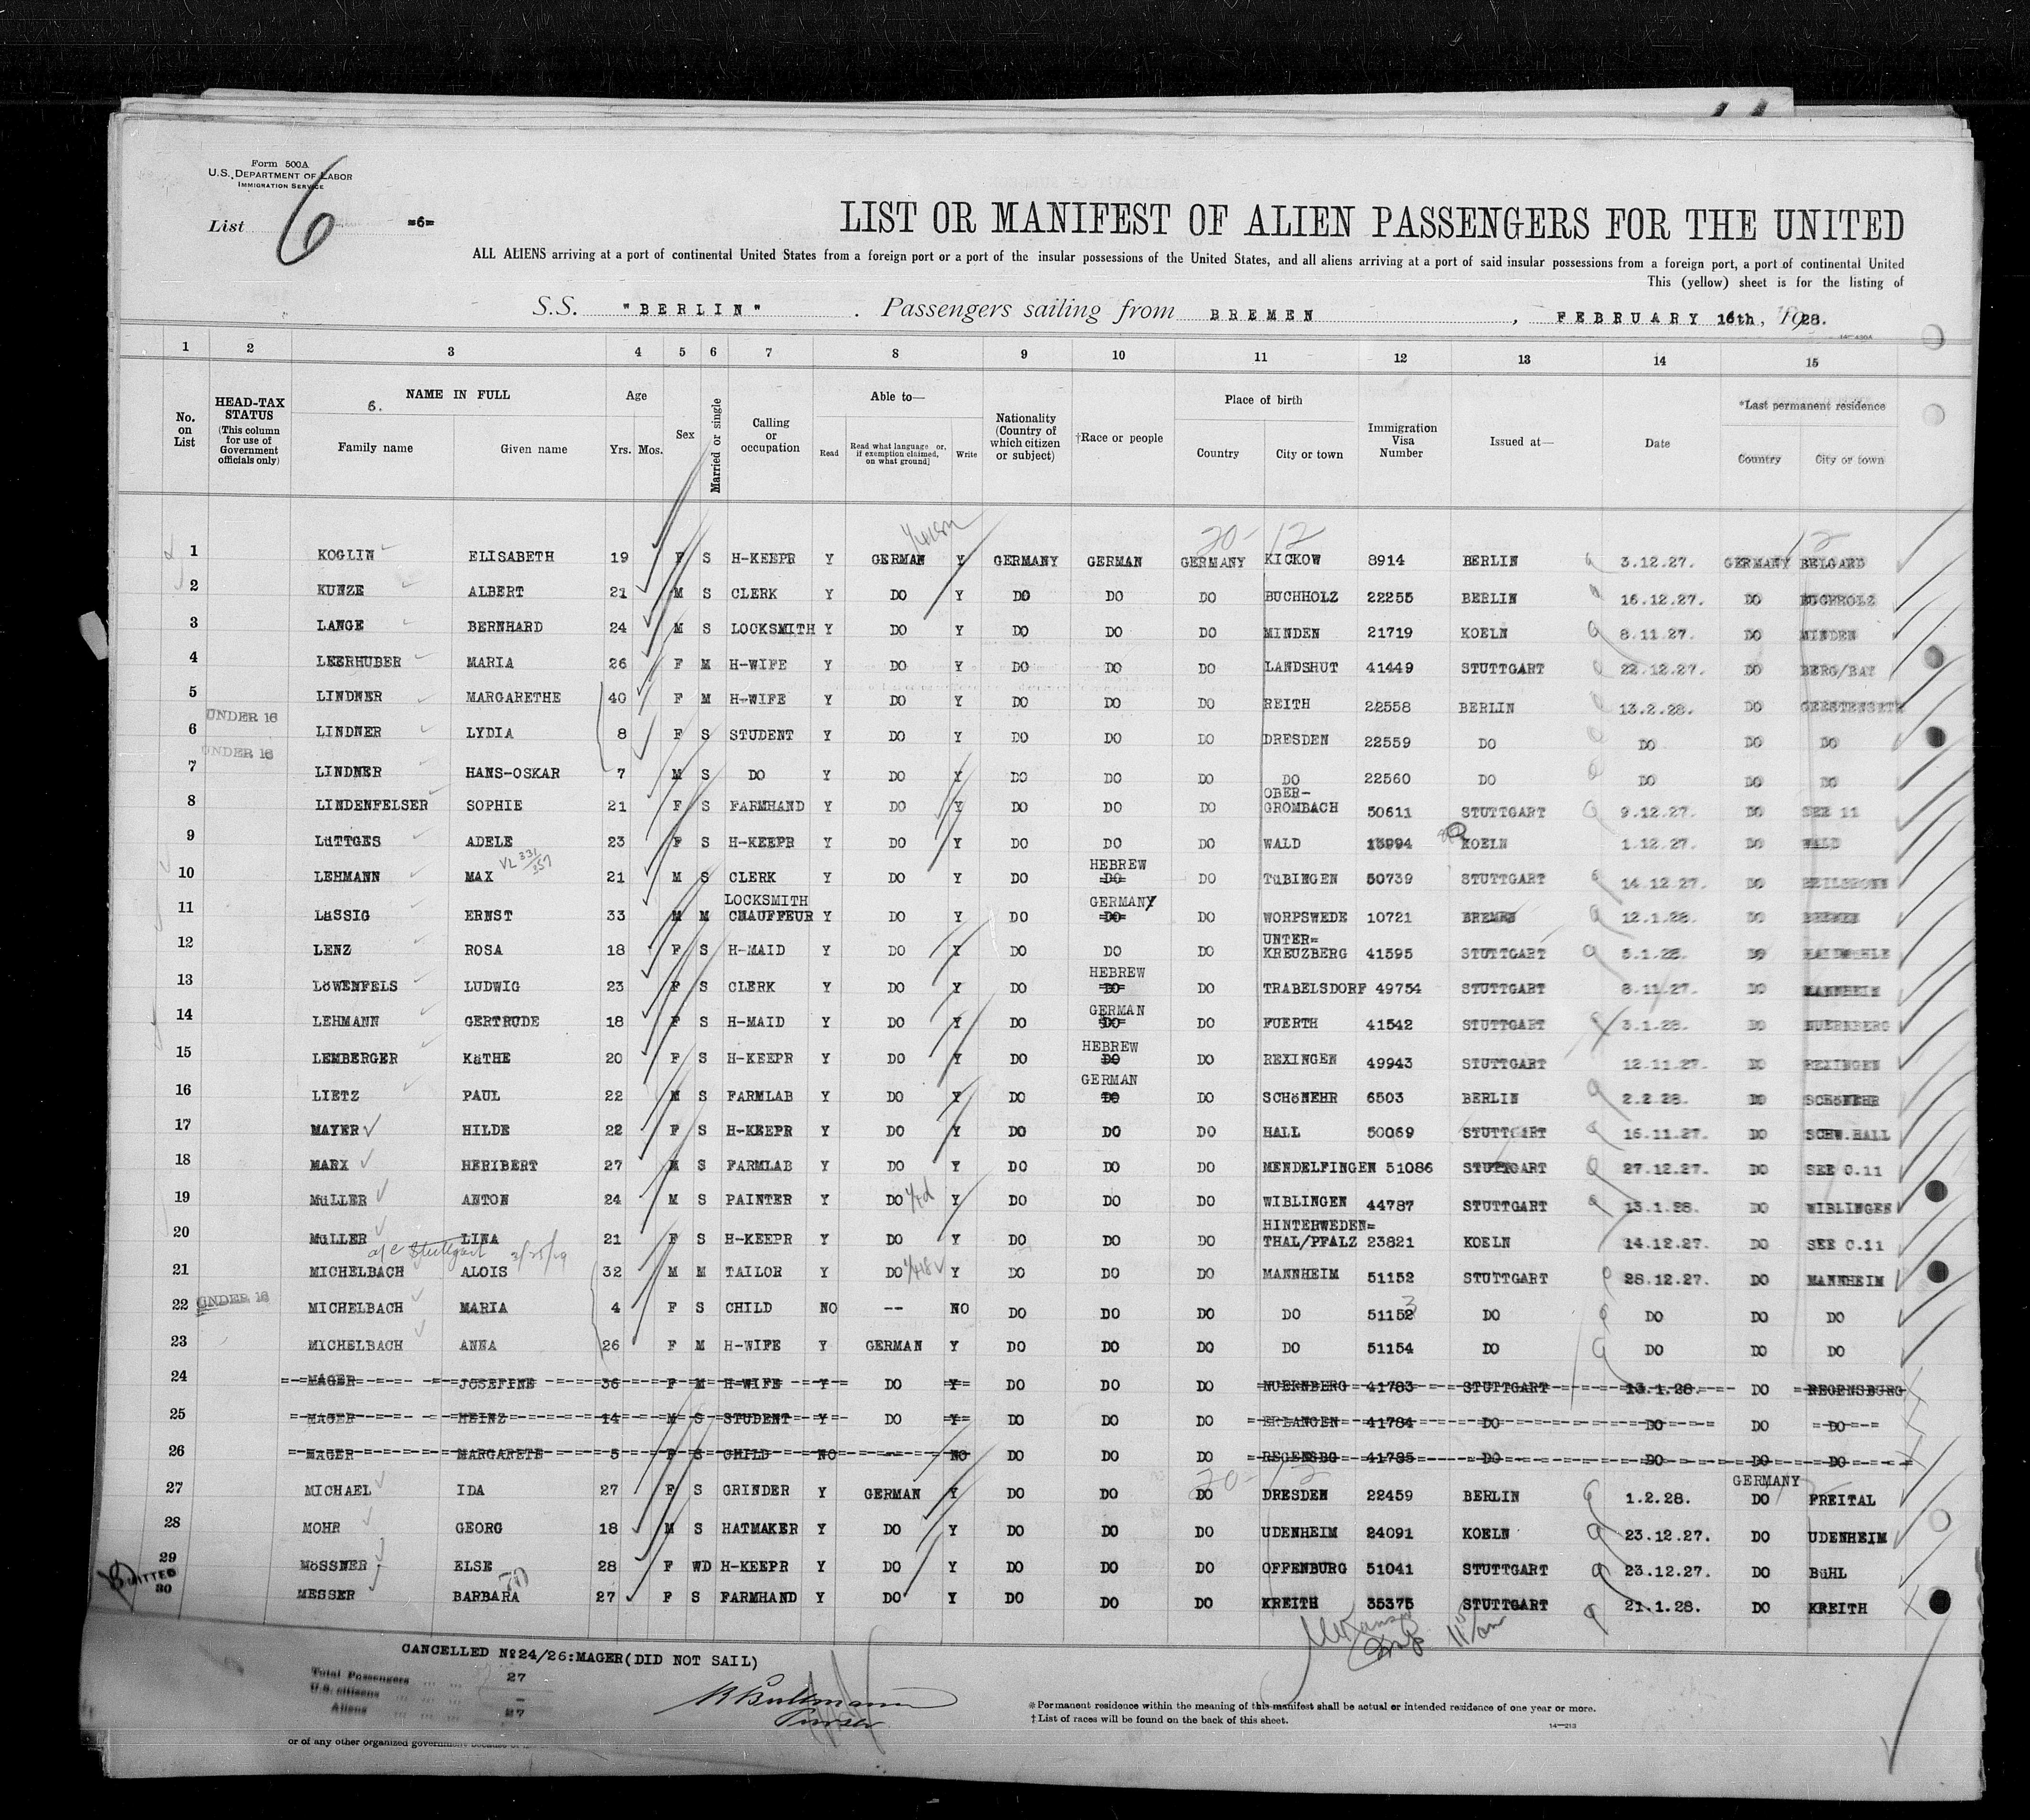 Form 500A
U.S. DEPARTMENT OF LABOR
IMMIGRATION SERVICE
List 6 =6=
LIST OR MANIFEST OF ALIEN PASSENGERS FOR THE UNITED
ALL ALIENS arriving at a port of continental United States from a foreign port or a port of the insular possessions of the United States, and all aliens arriving at a port of said insular possessions from a foreign port, a port of continental United
This (yellow) sheet is for the listing of
S.S. "BERLIN" . Passengers sailing from BREMEN , FEBRUARY 16th, 1928.
1 2 3 4 5 6 7 8 9 10 11 12 13 14 15
No. on List
HEAD-TAX STATUS (This column for use of Government officials only)
NAME IN FULL
6.
Family name Given name
Age Yrs. Mos.
Sex
Married or single
Calling or occupation
Able to— Read Read what language or, if exemption claimed, on what ground] Write
Nationality (Country of which citizen or subject)
†Race or people
Place of birth Country City or town
Immigration Visa Number
Issued at—
Date
*Last permanent residence Country City or town
20- 12 12
1 KOGLIN ELISABETH 19 F S H-KEEPR Y GERMAN Y GERMANY GERMAN GERMANY KICKOW 8914 BERLIN 3.12.27. GERMANY BELGARD
2 KUNZE ALBERT 21 M S CLERK Y DO Y DO DO DO BUCHHOLZ 22255 BERLIN 16.12.27. DO BUCHHOLZ
3 LANGE BERNHARD 24 M S LOCKSMITH Y DO Y DO DO DO MINDEN 21719 KOELN 8.11.27. DO MINDEN
4 LEERHUBER MARIA 26 F M H-WIFE Y DO Y DO DO DO LANDSHUT 41449 STUTTGART 22.12.27. DO BERG/BAY
5 LINDNER MARGARETHE 40 F M H-WIFE Y DO Y DO DO DO REITH 22558 BERLIN 13.2.28. DO GEESTENSETH
UNDER 16
6 LINDNER LYDIA 8 F S STUDENT Y DO Y DO DO DO DRESDEN 22559 DO DO DO DO
UNDER 16
7 LINDNER HANS-OSKAR 7 M S DO Y DO Y DO DO DO DO 22560 DO DO DO DO
8 LINDENFELSER SOPHIE 21 F S FARMHAND Y DO Y DO DO DO OBER-GROMBACH 50611 STUTTGART 9.12.27. DO SEE 11
9 LüTTGES ADELE 23 F S H-KEEPR Y DO Y DO DO DO WALD 15994 KOELN 1.12.27. DO WALD
VL 331/357
HEBREW
10 LEHMANN MAX 21 M S CLERK Y DO Y DO DO DO TüBINGEN 50739 STUTTGART 14.12.27. DO HEILBRONN
LOCKSMITH GERMANY
11 LäSSIG ERNST 33 M M CHAUFFEUR Y DO Y DO DO DO WORPSWEDE 10721 BREMEN 12.1.28. DO BREMEN
12 LENZ ROSA 18 F S H-MAID Y DO Y DO DO DO UNTER=KREUZBERG 41595 STUTTGART 5.1.28. DO
HEBREW
13 LöWENFELS LUDWIG 23 F S CLERK Y DO Y DO DO DO TRABELSDORF 49754 STUTTGART 8.11.27. DO MANNHEIM
GERMAN
14 LEHMANN GERTRUDE 18 F S H-MAID Y DO Y DO DO DO FUERTH 41542 STUTTGART 3.1.28. DO NUERNBERG
HEBREW
15 LEMBERGER KäTHE 20 F S H-KEEPR Y DO Y DO DO DO REXINGEN 49943 STUTTGART 12.11.27. DO REXINGEN
GERMAN
16 LIETZ PAUL 22 M S FARMLAB Y DO Y DO DO DO SCHöNEHR 6503 BERLIN 2.2.28. DO SCHöNEHR
17 MAYER HILDE 22 F S H-KEEPR Y DO Y DO DO DO HALL 50069 STUTTGART 16.11.27. DO SCHW.HALL
18 MARX HERIBERT 27 M S FARMLAB Y DO Y DO DO DO MENDELFINGEN 51086 STUTTGART 27.12.27. DO SEE C.11
19 MüLLER ANTON 24 M S PAINTER Y DO Y DO DO DO WIBLINGEN 44787 STUTTGART 13.1.28. DO WIBLINGEN
20 MüLLER LINA 21 F S H-KEEPR Y DO Y DO DO DO HINTERWEDEN=THAL/PFALZ 23821 KOELN 14.12.27. DO SEE C.11
a/c Stuttgart 3/25/29
21 MICHELBACH ALOIS 32 M M TAILOR Y DO Y DO DO DO MANNHEIM 51152 STUTTGART 28.12.27. DO MANNHEIM
22 UNDER 16 MICHELBACH MARIA 4 F S CHILD NO -- NO DO DO DO DO 51152 3 DO DO DO DO
23 MICHELBACH ANNA 26 F M H-WIFE Y GERMAN Y DO DO DO DO 51154 DO DO DO DO
24 MAGER JOSEFINE 36 F M H-WIFE Y DO Y DO DO DO NUERNBERG 41783 STUTTGART 13.1.28. DO REGENSBURG
25 MAGER HEINZ 14 M S STUDENT Y DO Y DO DO DO ERLANGEN 41784 DO DO DO DO
26 MAGER MARGARETE 5 F S CHILD NO -- NO DO DO DO REGENSBG 41785 DO DO DO DO
20- 12 GERMANY
27 MICHAEL IDA 27 F S GRINDER Y GERMAN Y DO DO DO DRESDEN 22459 BERLIN 1.2.28. DO FREITAL
28 MOHR GEORG 18 M S HATMAKER Y DO Y DO DO DO UDENHEIM 24091 KOELN 23.12.27. DO UDENHEIM
29 MöSSNER ELSE 28 F WD H-KEEPR Y DO Y DO DO DO OFFENBURG 51041 STUTTGART 23.12.27. DO BüHL
ADMITTED
30 MESSER BARBARA 27 F S FARMHAND Y DO Y DO DO DO KREITH 35375 STUTTGART 21.1.28. DO KREITH
CANCELLED No24/26:MAGER(DID NOT SAIL)
Total Passengers ... ... 27
U.S. citizens ... ... ... –
Aliens ... ... ... 27
Purser
*Permanent residence within the meaning of this manifest shall be actual or intended residence of one year or more.
†List of races will be found on the back of this sheet.
14—213
or of any other organized government because of